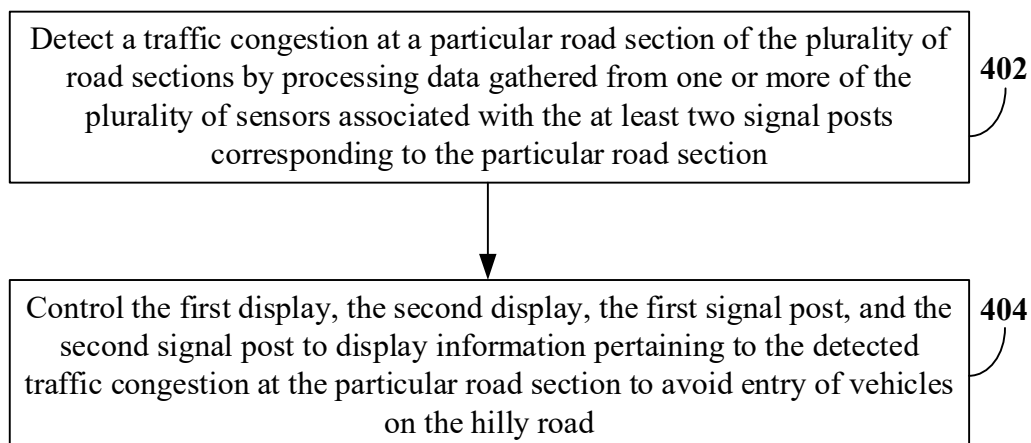 Detect a traffic congestion at a particular road section of the plurality of
road sections by processing data gathered from one or more of the
plurality of sensors associated with the at least two signal posts
corresponding to the particular road section
402
Control the first display, the second display, the first signal post, and the
second signal post to display information pertaining to the detected
traffic congestion at the particular road section to avoid entry of vehicles
on the hilly road
404